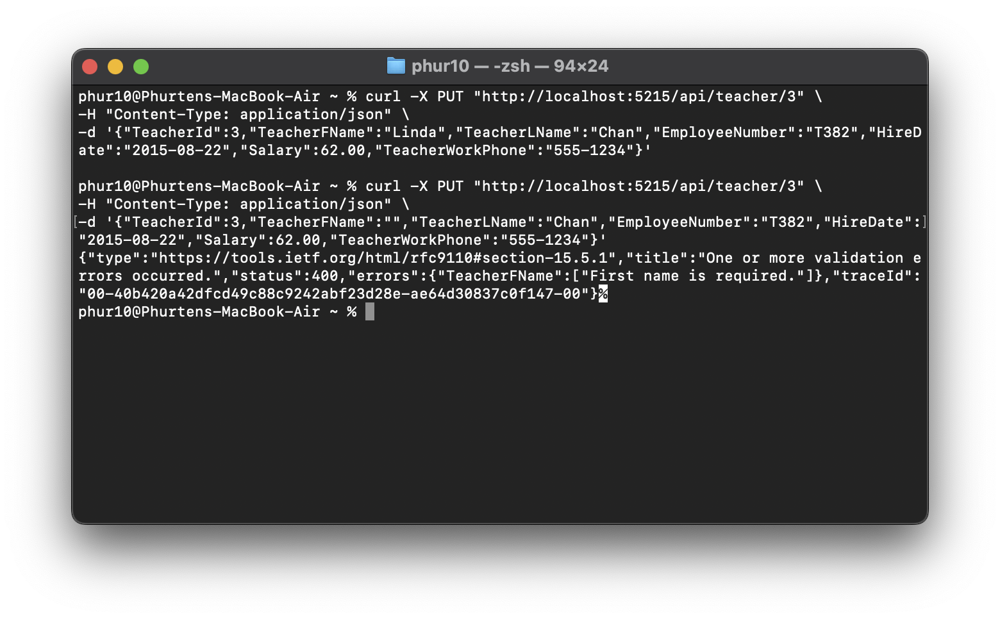 phur10 — -zsh — 94×24
phur10@Phurtens-MacBook-Air ~ % curl -X PUT "http://localhost:5215/api/teacher/3" \
-H "Content-Type: application/json" \
-d '{"TeacherId":3,"TeacherFName":"Linda","TeacherLName":"Chan","EmployeeNumber":"T382","HireD
ate":"2015-08-22","Salary":62.00,"TeacherWorkPhone":"555-1234"}'
phur10@Phurtens-MacBook-Air ~ % curl -X PUT "http://localhost:5215/api/teacher/3" \
-H "Content-Type: application/json" \
[-d '{"TeacherId":3,"TeacherFName":"","TeacherLName":"Chan","EmployeeNumber":"T382","HireDate":]
"2015-08-22","Salary":62.00,"TeacherWorkPhone":"555-1234"}'
{"type":"https://tools.ietf.org/html/rfc9110#section-15.5.1","title":"One or more validation e
rrors occurred.","status":400,"errors":{"TeacherFName":["First name is required."]},"traceId":
"00-40b420a42dfcd49c88c9242abf23d28e-ae64d30837c0f147-00"}%
phur10@Phurtens-MacBook-Air ~ %